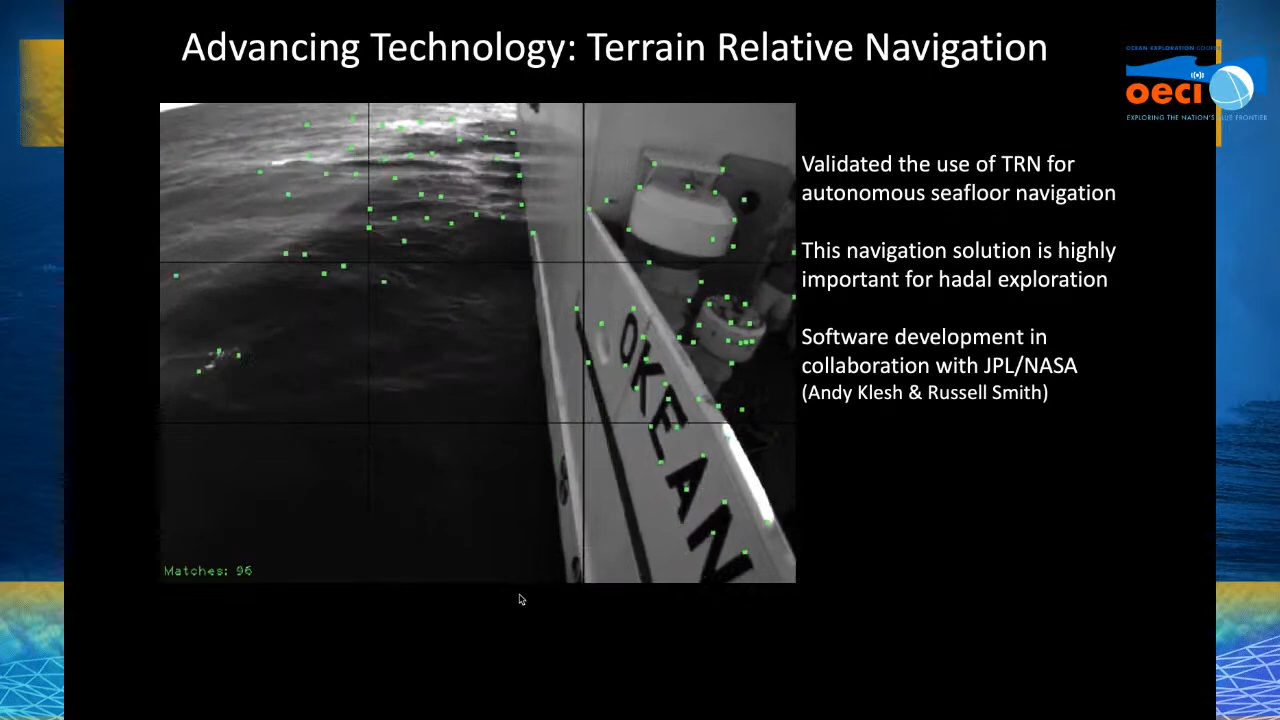 Advancing Technology: Terrain Relative Navigation
oeci
EXPLORING THE NATION'S BLUE FRONTIER
Validated the use of TRN for
autonomous seafloor navigation
This navigation solution is highly
important for hadal exploration
Software development in
collaboration with JPL/NASA
(Andy Klesh & Russell Smith)
OKEAN
Matches: 96